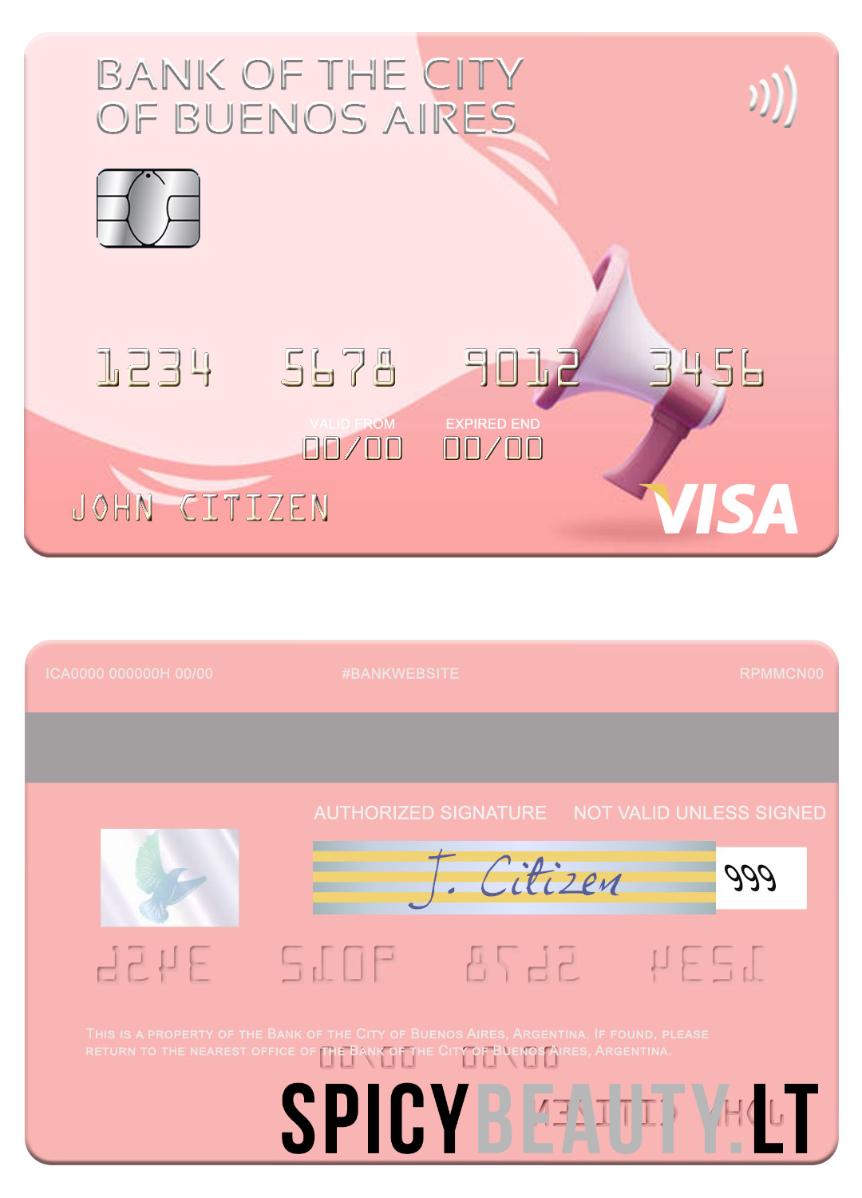 BANK OF THE CITY
OF BUENOS AIRES
1234 5678 9012 3456
VALID FROM EXPIRED END
00/00 00/00
JOHN CITIZEN
VISA
ICA0000 000000H 00/00 #BANKWEBSITE RPMMCN00
AUTHORIZED SIGNATURE NOT VALID UNLESS SIGNED
J. Citizen 999
THIS IS A PROPERTY OF THE BANK OF THE CITY OF BUENOS AIRES, ARGENTINA. IF FOUND, PLEASE
RETURN TO THE NEAREST OFFICE OF THE BANK OF THE CITY OF BUENOS AIRES, ARGENTINA.
SPICYBEAUTY.LT